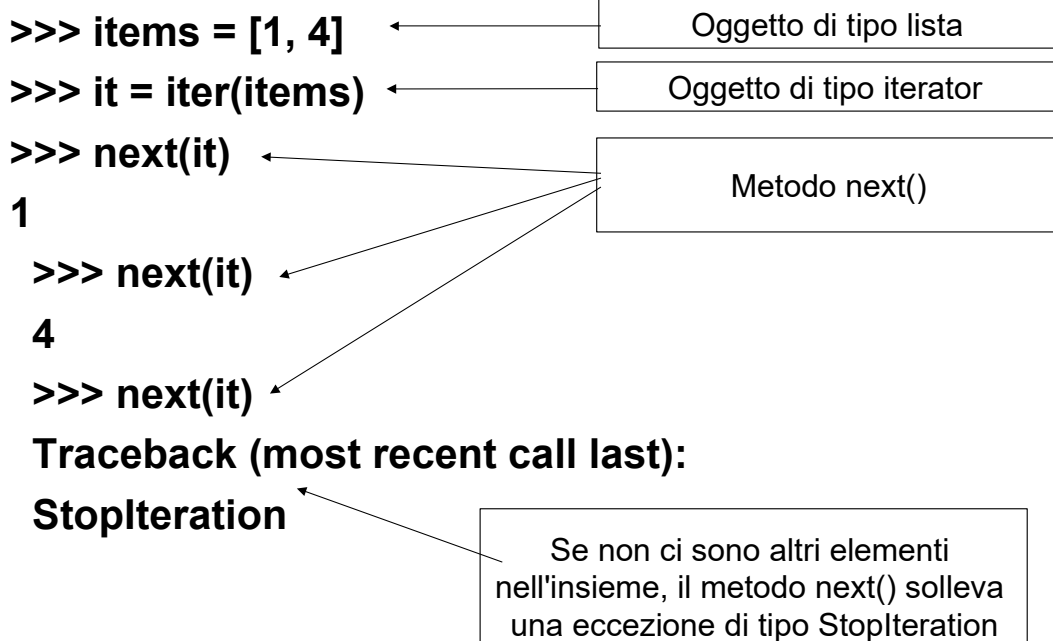 >>> items = [1, 4]
Oggetto di tipo lista
>>> it = iter(items)
Oggetto di tipo iterator
>>> next(it)
Metodo next()
1
>>> next(it)
4
>>> next(it)
Traceback (most recent call last):
StopIteration
Se non ci sono altri elementi
nell'insieme, il metodo next() solleva
una eccezione di tipo StopIteration